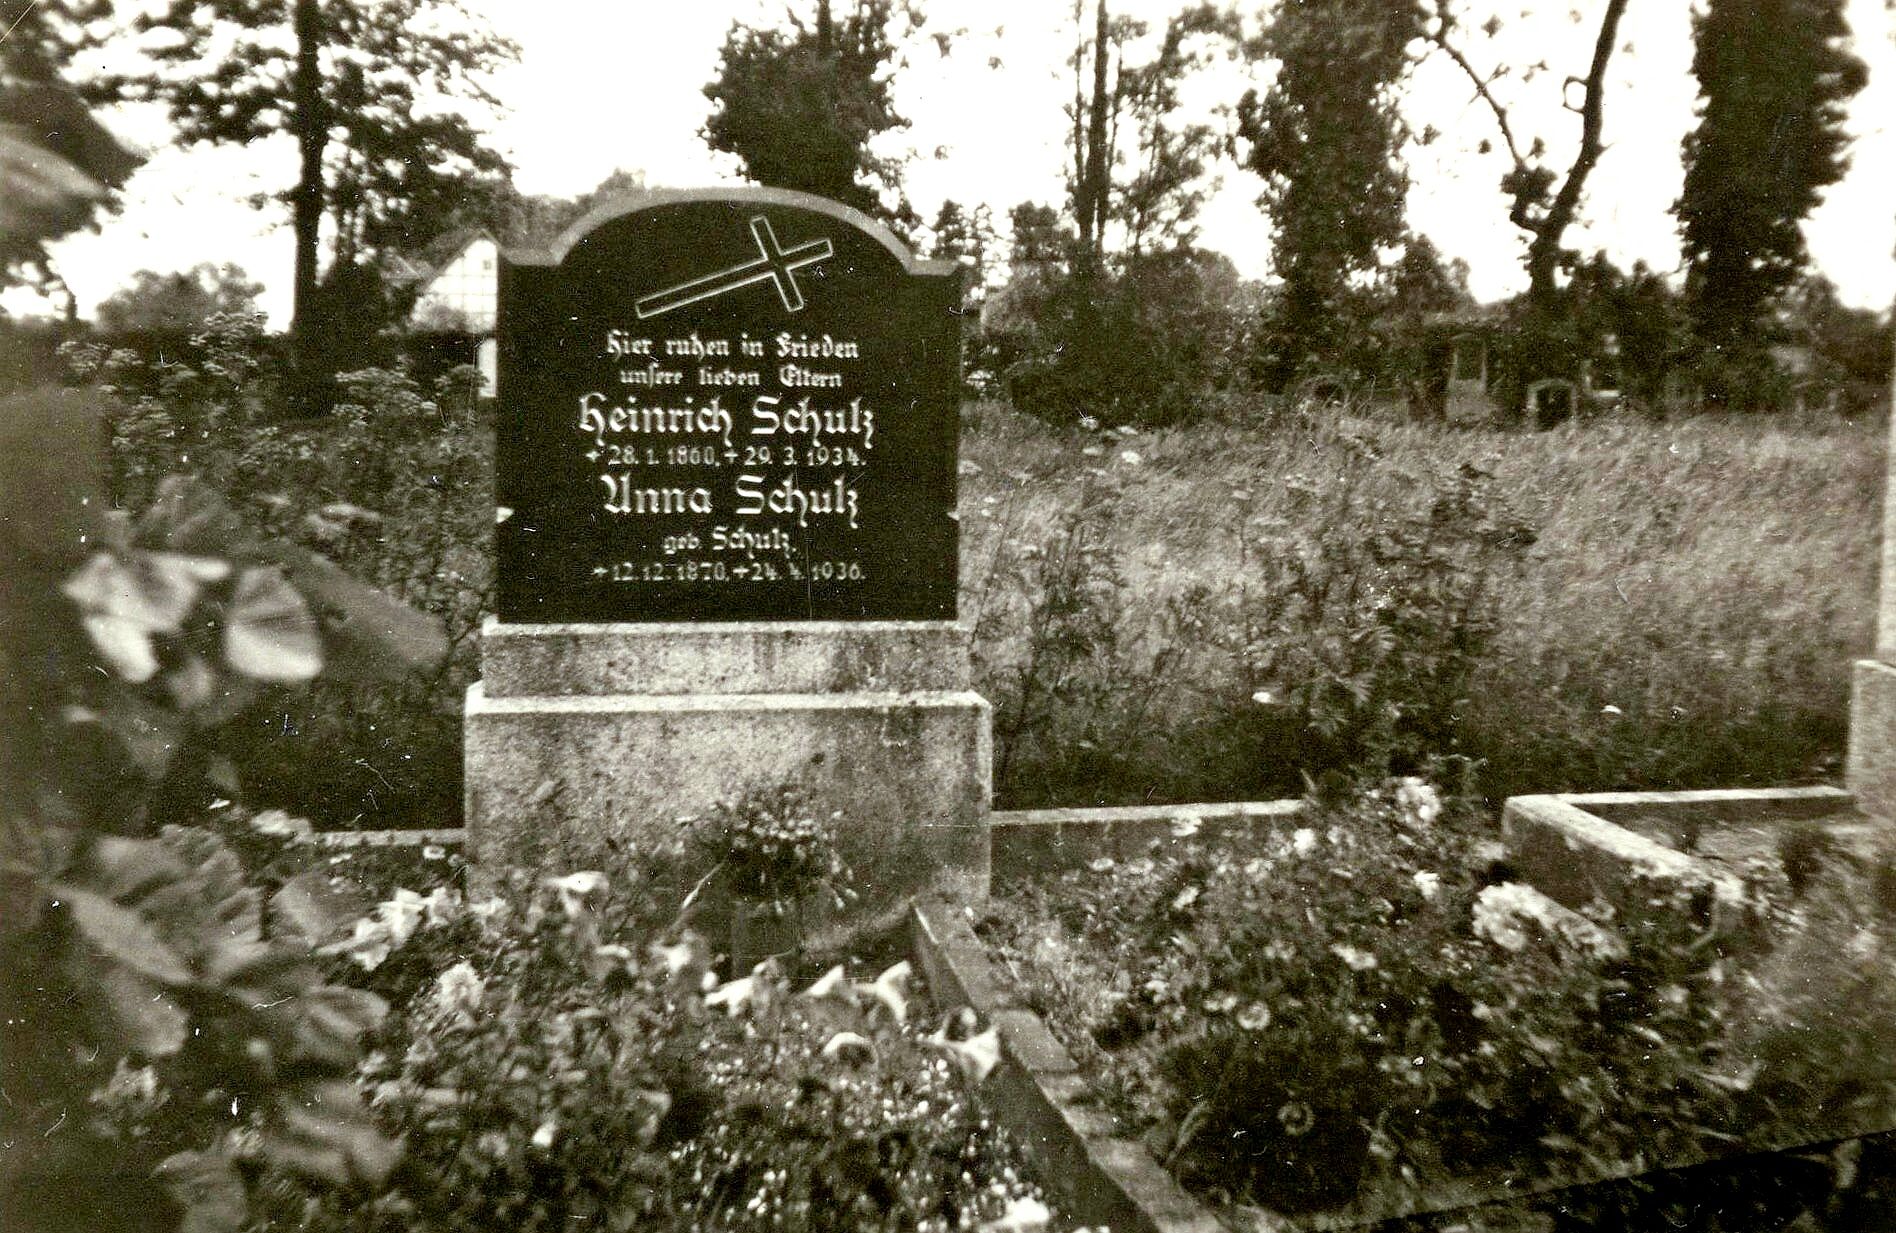 Hier ruhen in Frieden
unsere lieben Eltern
Heinrich Schulz
* 28. 1. 1860. + 29. 3. 1934.
Anna Schulz
geb. Schulz.
* 12. 12. 1870. + 24. 4. 1936.